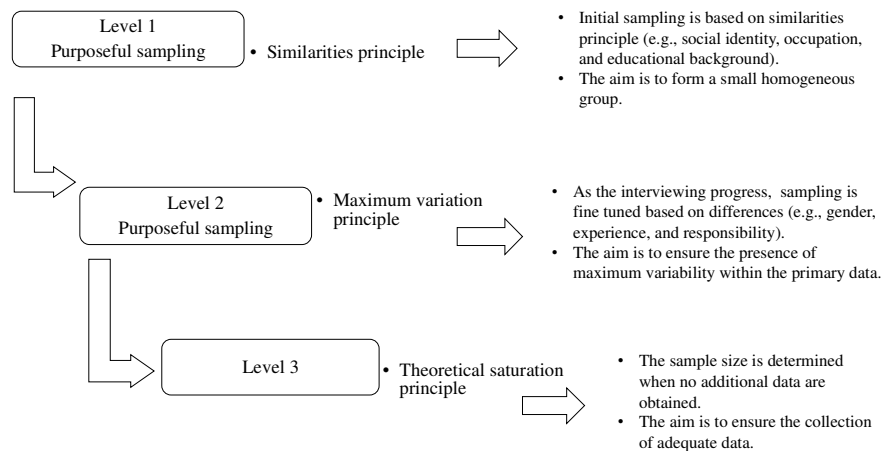 Level 1
Purposeful sampling
• Similarities principle
• Initial sampling is based on similarities
principle (e.g., social identity, occupation,
and educational background).
• The aim is to form a small homogeneous
group.
Level 2
Purposeful sampling
• Maximum variation
principle
• As the interviewing progress, sampling is
fine tuned based on differences (e.g., gender,
experience, and responsibility).
• The aim is to ensure the presence of
maximum variability within the primary data.
Level 3
• Theoretical saturation
principle
• The sample size is determined
when no additional data are
obtained.
• The aim is to ensure the collection
of adequate data.